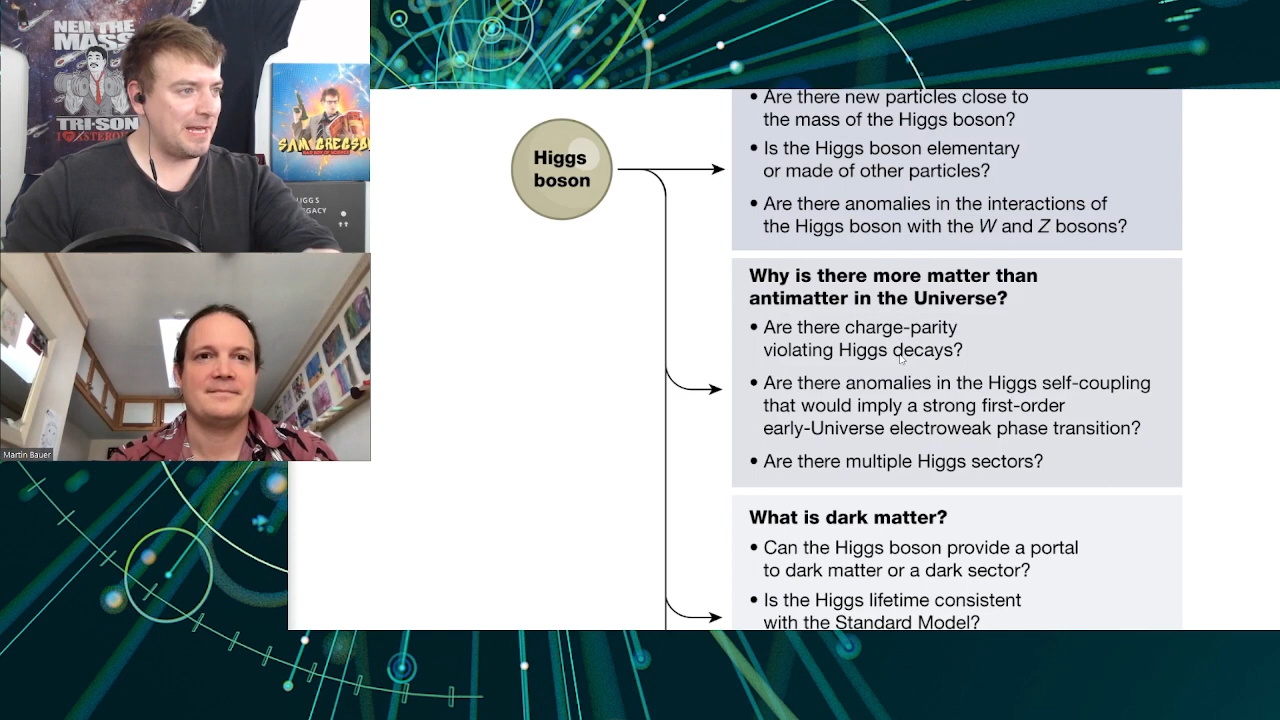 NEIL THE
MASS
TRI-SON
SAM GREGSON
Martin Bauer
Higgs
boson
• Are there new particles close to
the mass of the Higgs boson?
• Is the Higgs boson elementary
or made of other particles?
• Are there anomalies in the interactions of
the Higgs boson with the W and Z bosons?
Why is there more matter than
antimatter in the Universe?
• Are there charge-parity
violating Higgs decays?
• Are there anomalies in the Higgs self-coupling
that would imply a strong first-order
early-Universe electroweak phase transition?
• Are there multiple Higgs sectors?
What is dark matter?
• Can the Higgs boson provide a portal
to dark matter or a dark sector?
• Is the Higgs lifetime consistent
with the Standard Model?